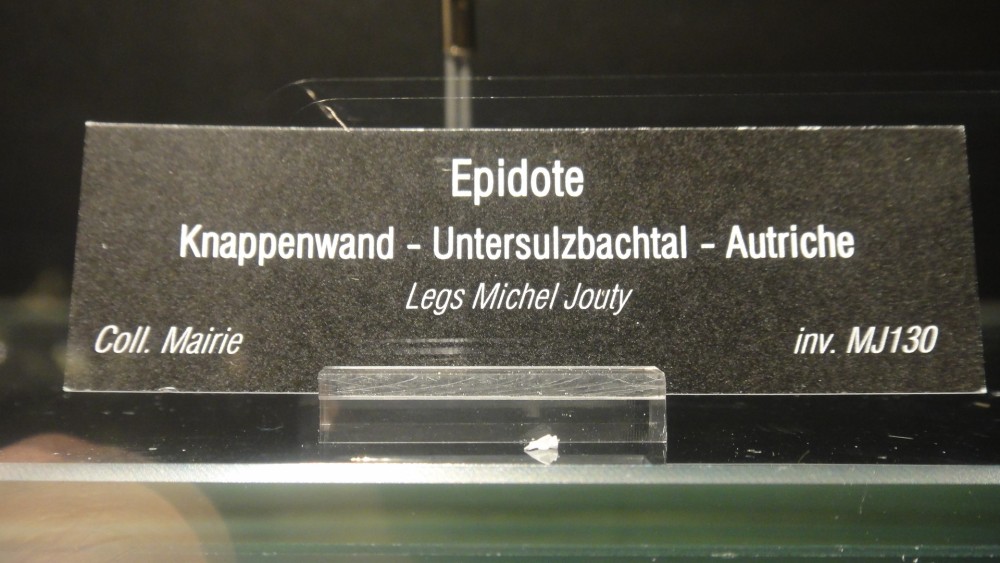 Epidote
Knappenwand - Untersulzbachtal - Autriche
Legs Michel Jouty
Coll. Mairie inv. MJ130